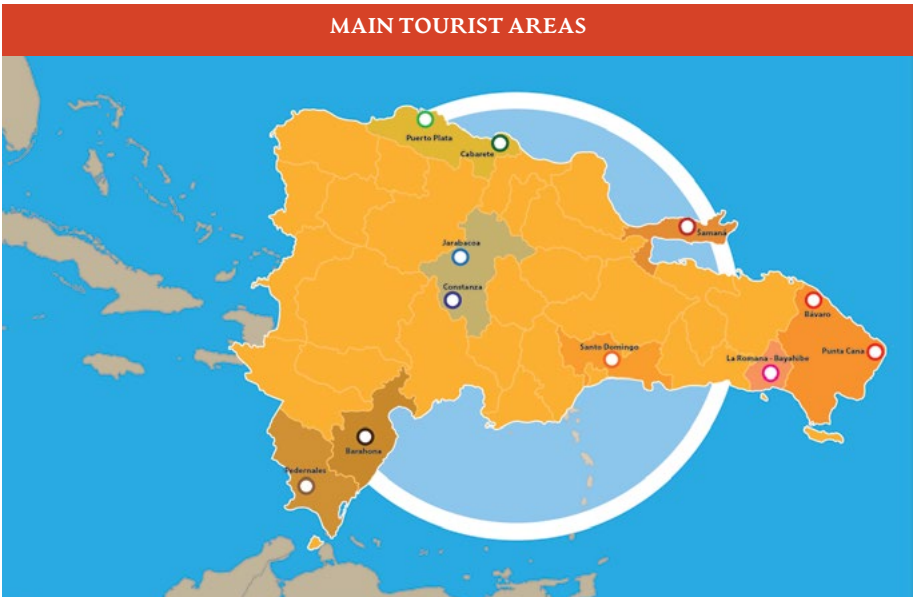 MAIN TOURIST AREAS
Puerto Plata
Cabarete
Samaná
Jarabacoa
Constanza
Bávaro
Santo Domingo
La Romana - Bayahibe
Punta Cana
Barahona
Pedernales